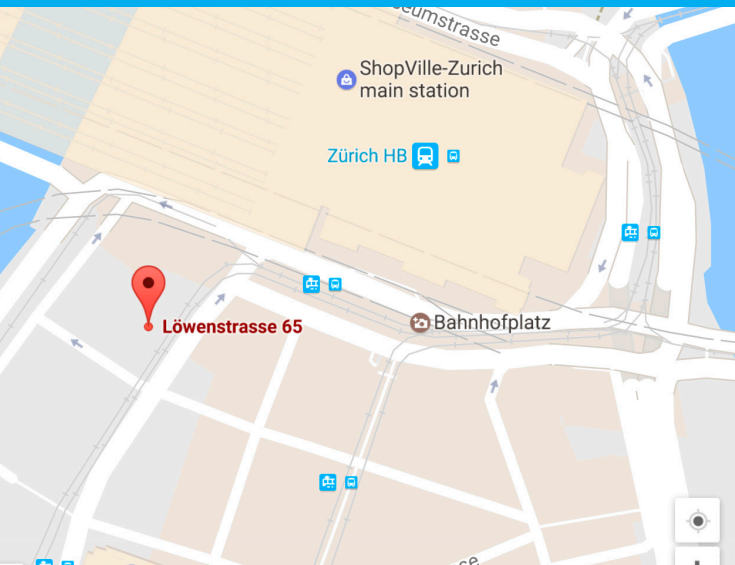 ShopVille-Zurich
main station
Zürich HB
Bahnhofplatz
Löwenstrasse 65